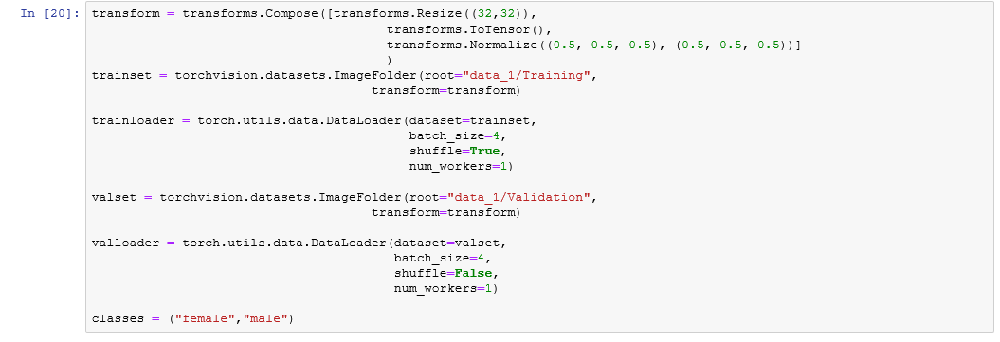 In [20]: transform = transforms.Compose([transforms.Resize((32,32)),
transforms.ToTensor(),
transforms.Normalize((0.5, 0.5, 0.5), (0.5, 0.5, 0.5))]
)
trainset = torchvision.datasets.ImageFolder(root="data_1/Training",
transform=transform)
trainloader = torch.utils.data.DataLoader(dataset=trainset,
batch_size=4,
shuffle=True,
num_workers=1)
valset = torchvision.datasets.ImageFolder(root="data_1/Validation",
transform=transform)
valloader = torch.utils.data.DataLoader(dataset=valset,
batch_size=4,
shuffle=False,
num_workers=1)
classes = ("female","male")